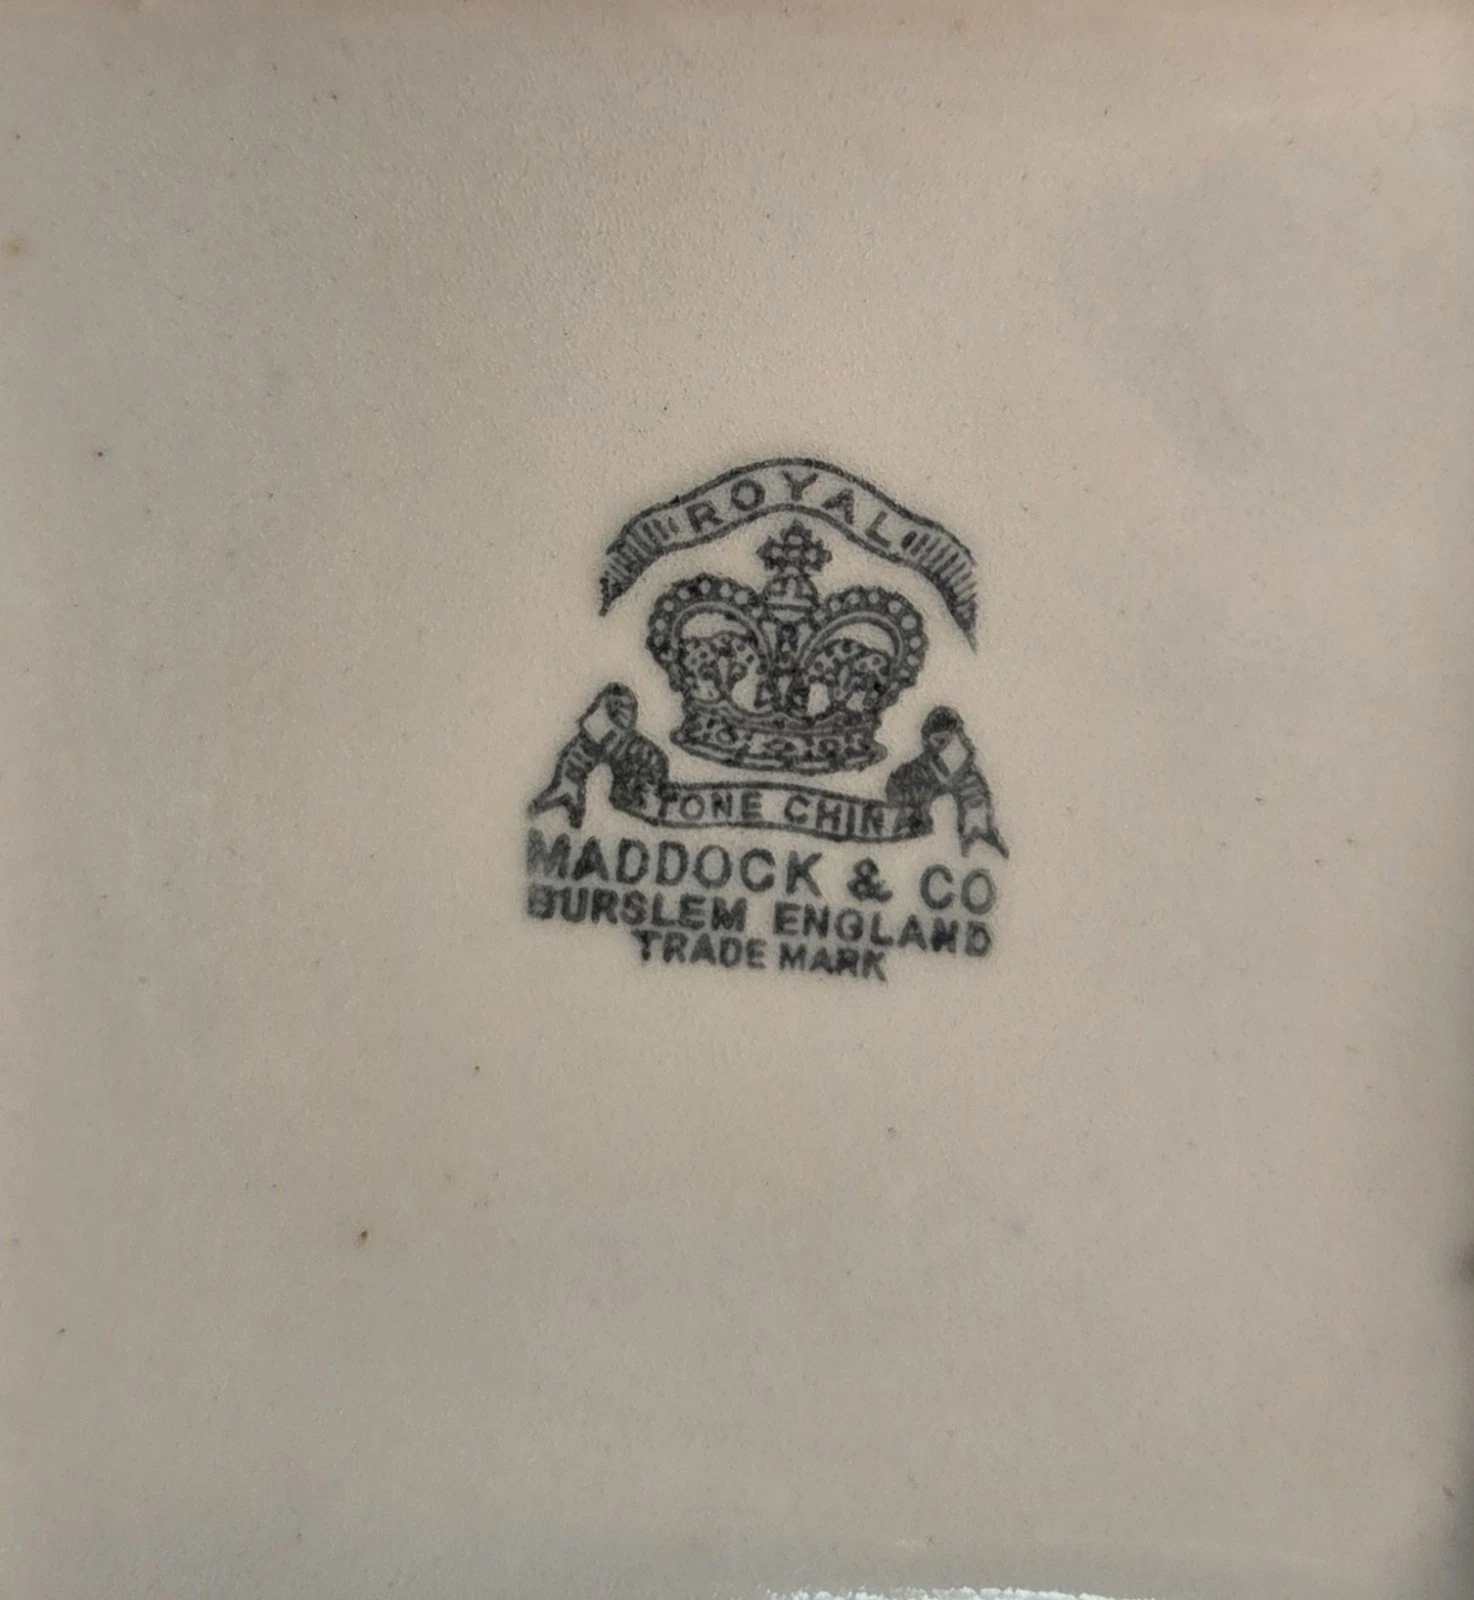 ROYAL
STONE CHINA
MADDOCK & CO
BURSLEM ENGLAND
TRADE MARK